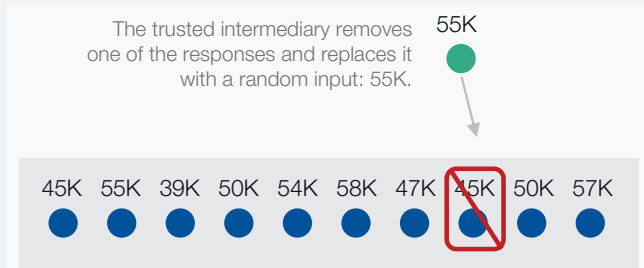 The trusted intermediary removes
one of the responses and replaces it
with a random input: 55K.
55K
45K 55K 39K 50K 54K 58K 47K 45K 50K 57K